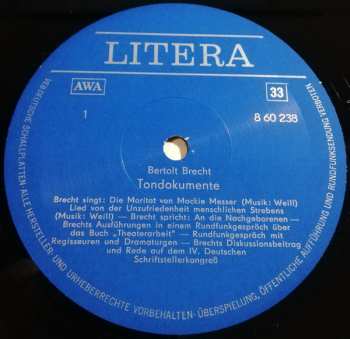 LITERA
AWA
33
1
8 60 238
Bertolt Brecht
Tondokumente
Brecht singt: Die Moritat von Mackie Messer (Musik: Weill)
Lied von der Unzufriedenheit menschlichen Strebens
(Musik: Weill) — Brecht spricht: An die Nachgeborenen —
Brechts Ausführungen in einem Rundfunkgespräch über
das Buch „Theaterarbeit" — Rundfunkgespräch mit
Regisseuren und Dramaturgen — Brechts Diskussionsbeitrag
und Rede auf dem IV. Deutschen
Schriftstellerkongreß
VEB DEUTSCHE SCHALLPLATTEN ALLE HERSTELLER- UND URHEBERRECHTE VORBEHALTEN · ÜBERSPIELUNG, ÖFFENTLICHE AUFFÜHRUNG UND RUNDFUNKSENDUNG VERBOTEN